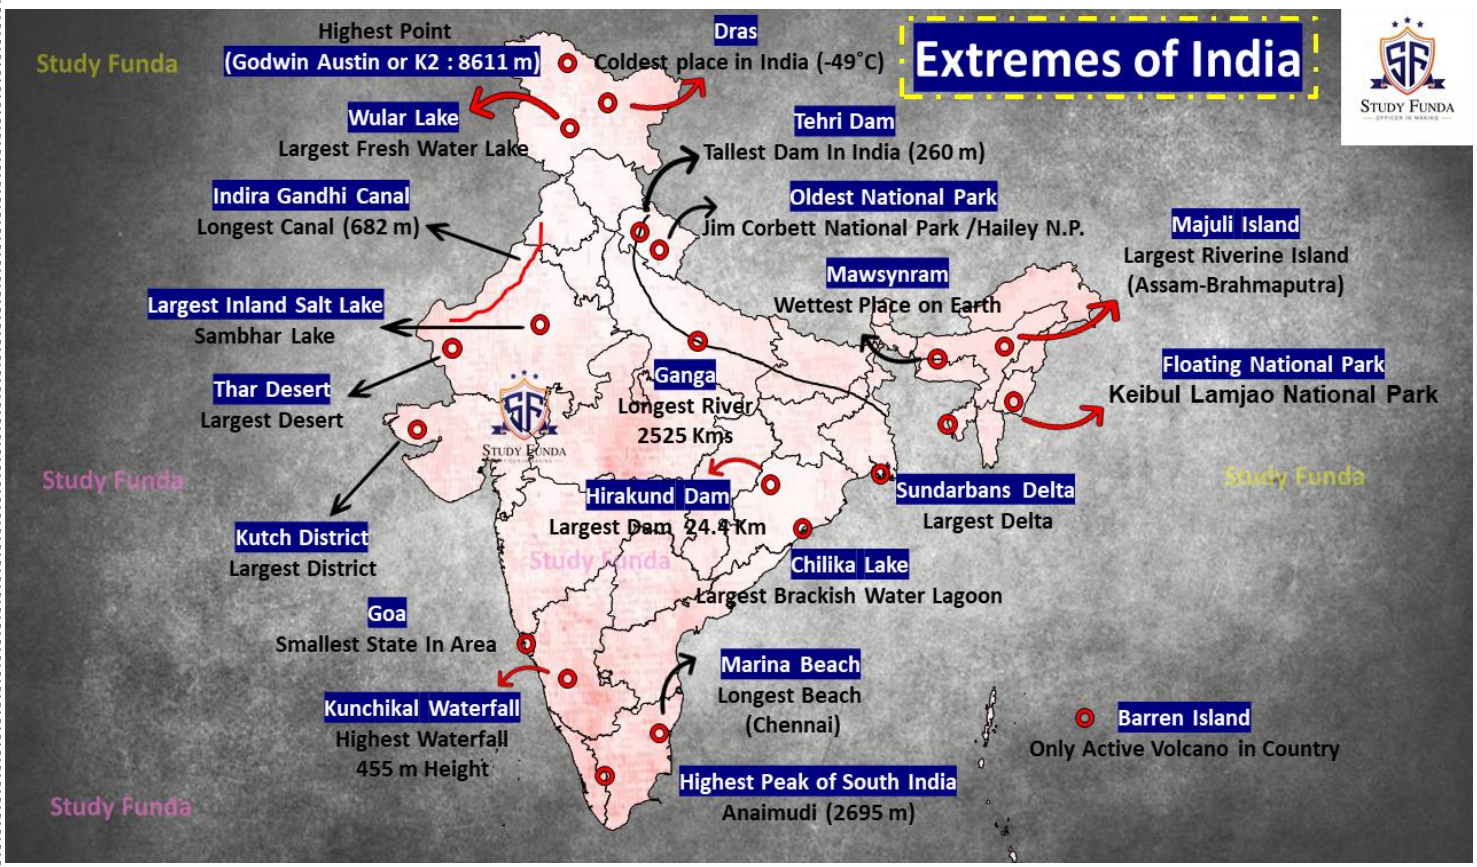 Extremes of India
STUDY FUNDA
OFFICER IN MAKING
Study Funda
Highest Point
(Godwin Austin or K2 : 8611 m)
Dras
Coldest place in India (-49˚C)
Wular Lake
Largest Fresh Water Lake
Tehri Dam
Tallest Dam In India (260 m)
Indira Gandhi Canal
Longest Canal (682 m)
Oldest National Park
Jim Corbett National Park /Hailey N.P.
Majuli Island
Largest Riverine Island
(Assam-Brahmaputra)
Mawsynram
Wettest Place on Earth
Largest Inland Salt Lake
Sambhar Lake
Floating National Park
Keibul Lamjao National Park
Thar Desert
Largest Desert
Ganga
Longest River
2525 Kms
STUDY FUNDA
Study Funda
Study Funda
Hirakund Dam
Largest Dam 24.4 Km
Sundarbans Delta
Largest Delta
Kutch District
Largest District
Study Funda
Chilika Lake
Largest Brackish Water Lagoon
Goa
Smallest State In Area
Marina Beach
Longest Beach
(Chennai)
Kunchikal Waterfall
Highest Waterfall
455 m Height
Barren Island
Only Active Volcano in Country
Highest Peak of South India
Anaimudi (2695 m)
Study Funda